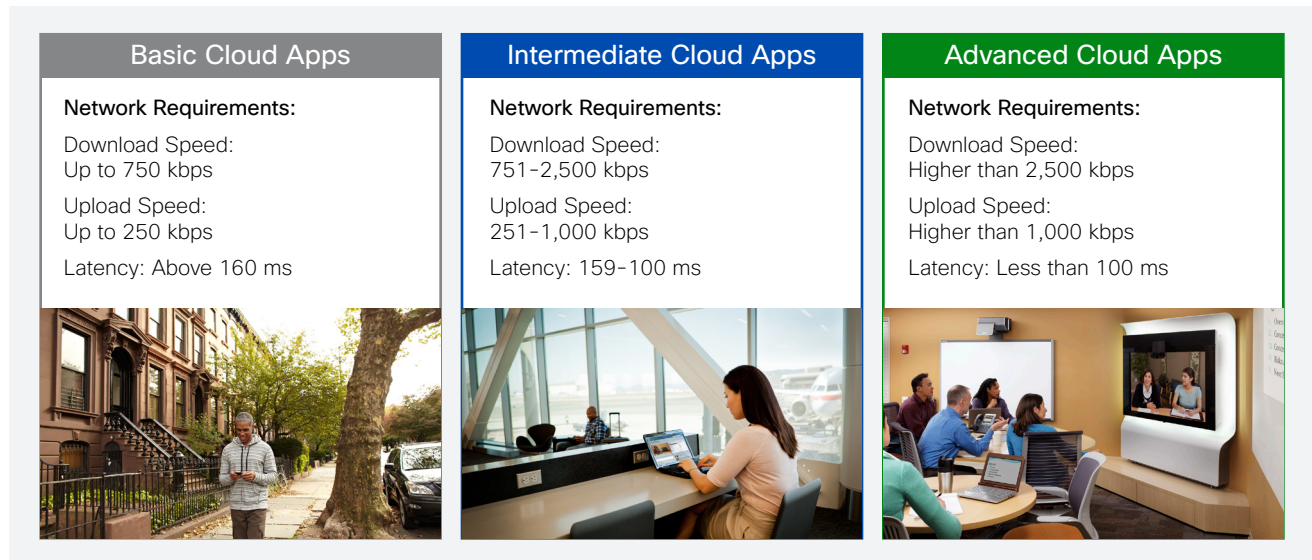 Basic Cloud Apps
Network Requirements:
Download Speed:
Up to 750 kbps
Upload Speed:
Up to 250 kbps
Latency: Above 160 ms
Intermediate Cloud Apps
Network Requirements:
Download Speed:
751-2,500 kbps
Upload Speed:
251-1,000 kbps
Latency: 159-100 ms
Advanced Cloud Apps
Network Requirements:
Download Speed:
Higher than 2,500 kbps
Upload Speed:
Higher than 1,000 kbps
Latency: Less than 100 ms